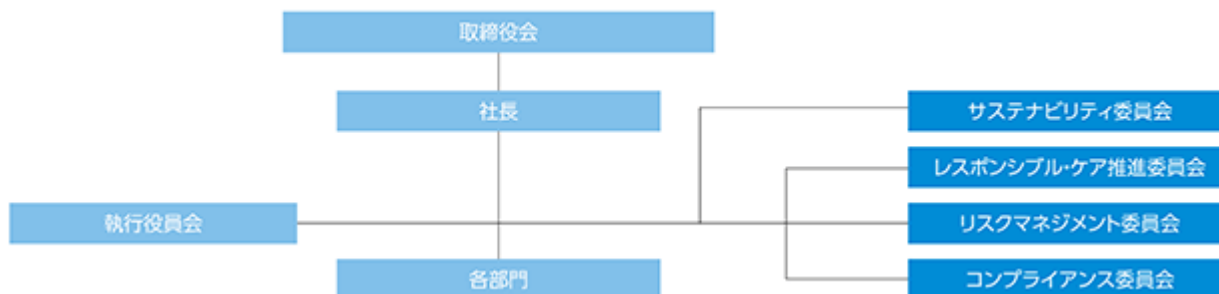 取締役会
社長
サステナビリティ委員会
レスポンシブル・ケア推進委員会
執行役員会
リスクマネジメント委員会
各部門
コンプライアンス委員会